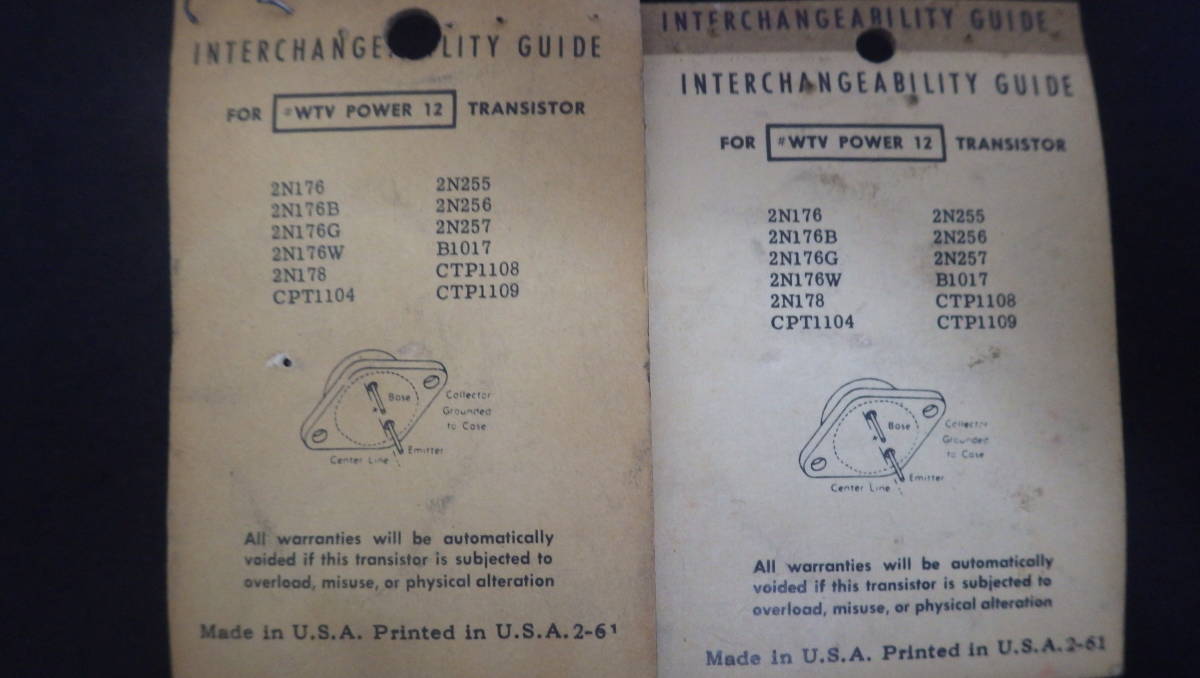 INTERCHANGE LITY GUIDE
FOR #WTV POWER 12 TRANSISTOR
2N176 2N255
2N176B 2N256
2N176G 2N257
2N176W B1017
2N178 CTP1108
CPT1104 CTP1109
Base
Collector
Grounded
to Case
Emitter
Center Line
All warranties will be automatically
voided if this transistor is subjected to
overload, misuse, or physical alteration
Made in U.S.A. Printed in U.S.A. 2-61
INTERCHANGEABILITY GUIDE
INTERCHANGEABILITY GUIDE
FOR #WTV POWER 12 TRANSISTOR
2N176 2N255
2N176B 2N256
2N176G 2N257
2N176W B1017
2N178 CTP1108
CPT1104 CTP1109
Base
Collector
Grounded
to Case
Emitter
Center Line
All warranties will be automatically
voided if this transistor is subjected to
overload, misuse, or physical alteration
Made in U.S.A. Printed in U.S.A. 2-61